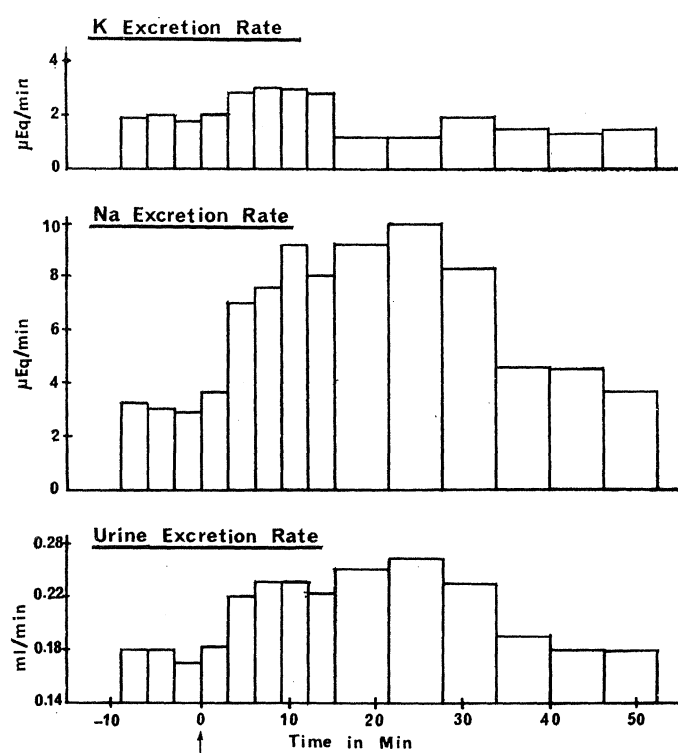 K Excretion Rate
4
2
0
µEq/min
Na Excretion Rate
10
8
6
4
2
0
µEq/min
Urine Excretion Rate
0.28
0.22
0.18
0.14
ml/min
-10 0 10 20 30 40 50
Time in Min